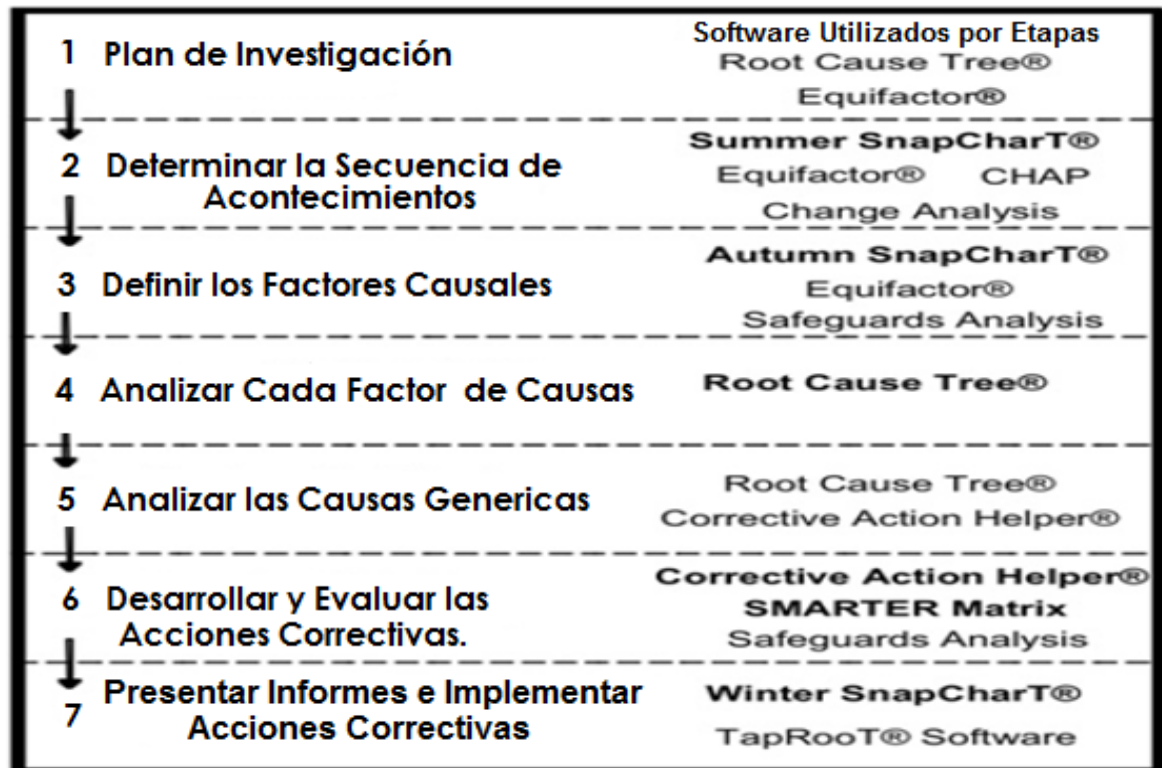 Software Utilizados por Etapas
1 Plan de Investigación
Root Cause Tree®
Equifactor®
2 Determinar la Secuencia de
Acontecimientos
Summer SnapCharT®
Equifactor® CHAP
Change Analysis
3 Definir los Factores Causales
Autumn SnapCharT®
Equifactor®
Safeguards Analysis
4 Analizar Cada Factor de Causas
Root Cause Tree®
5 Analizar las Causas Genericas
Root Cause Tree®
Corrective Action Helper®
6 Desarrollar y Evaluar las
Acciones Correctivas.
Corrective Action Helper®
SMARTER Matrix
Safeguards Analysis
7 Presentar Informes e Implementar
Acciones Correctivas
Winter SnapCharT®
TapRooT® Software